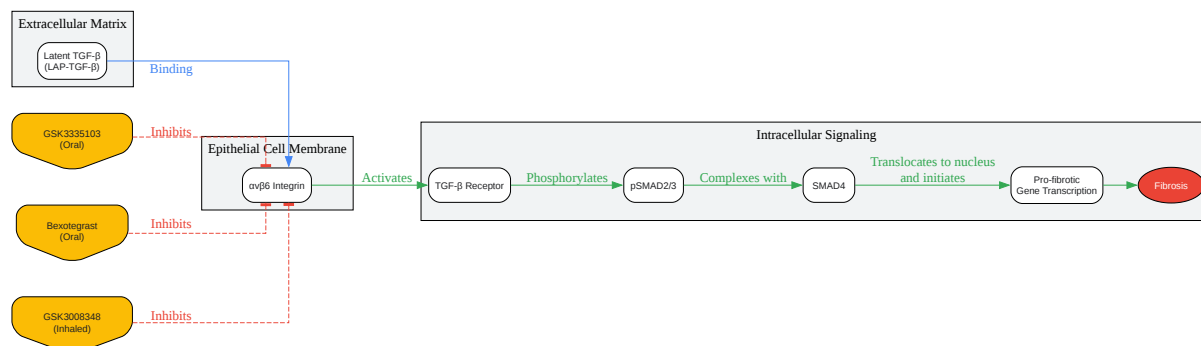 Extracellular Matrix
Latent TGF-β
(LAP-TGF-β)
Binding
GSK3335103
(Oral)
Inhibits
Epithelial Cell Membrane
αvβ6 Integrin
Activates
Intracellular Signaling
TGF-β Receptor
Phosphorylates
pSMAD2/3
Complexes with
SMAD4
Translocates to nucleus
and initiates
Pro-fibrotic
Gene Transcription
Fibrosis
Bexotegrast
(Oral)
Inhibits
GSK3008348
(Inhaled)
Inhibits